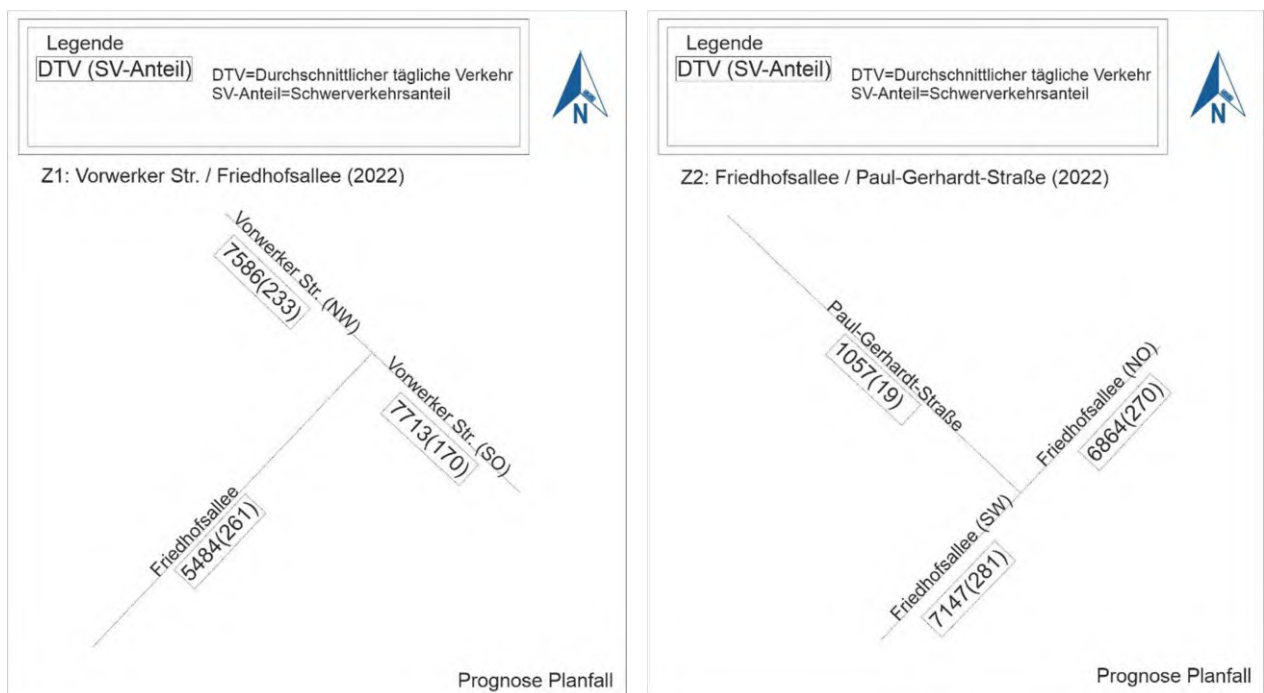 Legende
DTV (SV-Anteil)
DTV=Durchschnittlicher tägliche Verkehr
SV-Anteil=Schwerverkehrsanteil
N
Z1: Vorwerker Str. / Friedhofsallee (2022)
Vorwerker Str. (NW)
7586(233)
Vorwerker Str. (SO)
7713(170)
Friedhofsallee
5484(261)
Prognose Planfall
Legende
DTV (SV-Anteil)
DTV=Durchschnittlicher tägliche Verkehr
SV-Anteil=Schwerverkehrsanteil
N
Z2: Friedhofsallee / Paul-Gerhardt-Straße (2022)
Paul-Gerhardt-Straße
1057(19)
Friedhofsallee (NO)
6864(270)
Friedhofsallee (SW)
7147(281)
Prognose Planfall